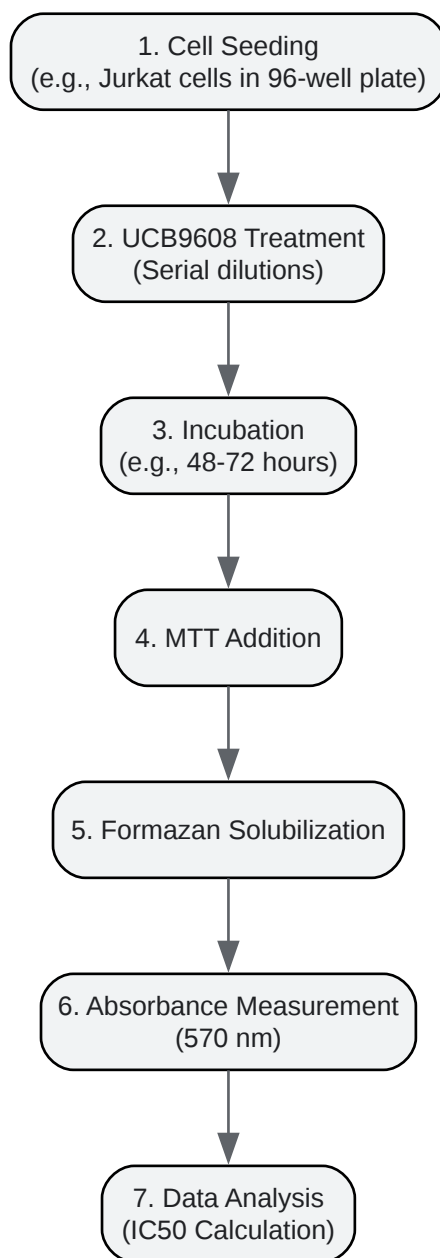 1. Cell Seeding
(e.g., Jurkat cells in 96-well plate)
2. UCB9608 Treatment
(Serial dilutions)
3. Incubation
(e.g., 48-72 hours)
4. MTT Addition
5. Formazan Solubilization
6. Absorbance Measurement
(570 nm)
7. Data Analysis
(IC50 Calculation)